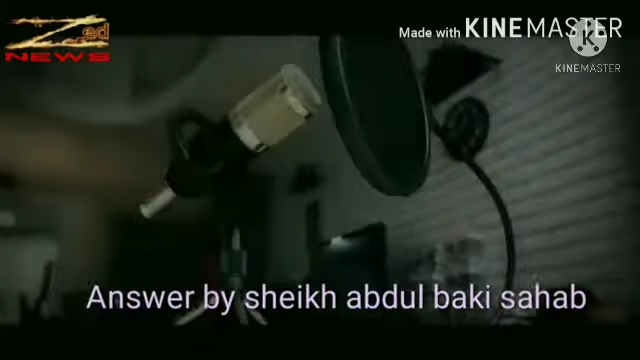 Zed
NEWS
Made with KINEMASTER
KINEMASTER
Answer by sheikh abdul baki sahab